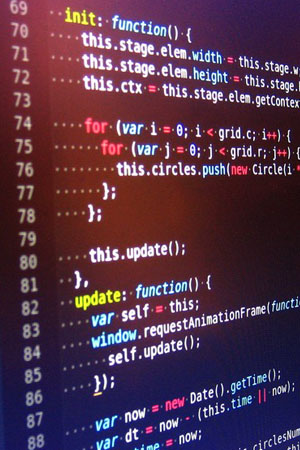 69
70 init: function() {
71 this.stage.elem.width = this.stage.w
72 this.stage.elem.height = this.stage.
73 this.ctx = this.stage.elem.getContex
74
75 for (var i = 0; i < grid.c; i++) {
76 for (var j = 0; j < grid.r; j++) {
77 this.circles.push(new Circle(i *
78 };
79 };
80
81 this.update();
82 },
83 update: function() {
84 var self = this;
85 window.requestAnimationFrame(functi
86 self.update();
87 });
88
var now = new Date().getTime();
var dt = now - (this.time || now);
.time = now;
.circlesNum